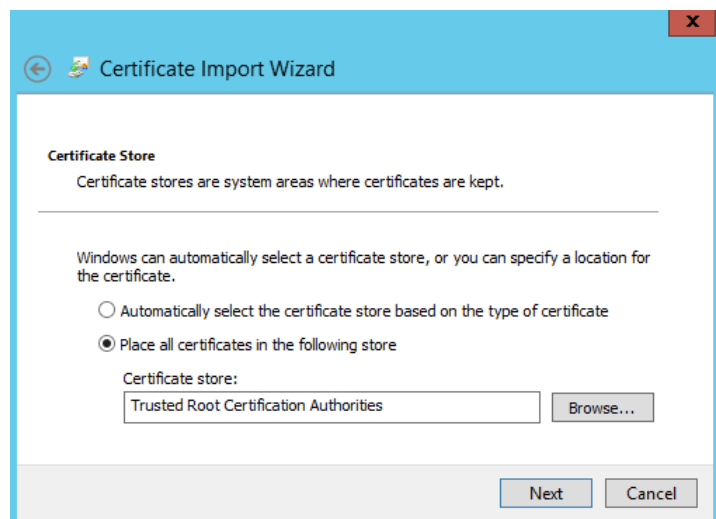 x
Certificate Import Wizard
Certificate Store
Certificate stores are system areas where certificates are kept.
Windows can automatically select a certificate store, or you can specify a location for
the certificate.
Automatically select the certificate store based on the type of certificate
Place all certificates in the following store
Certificate store:
Trusted Root Certification Authorities
Browse...
Next
Cancel